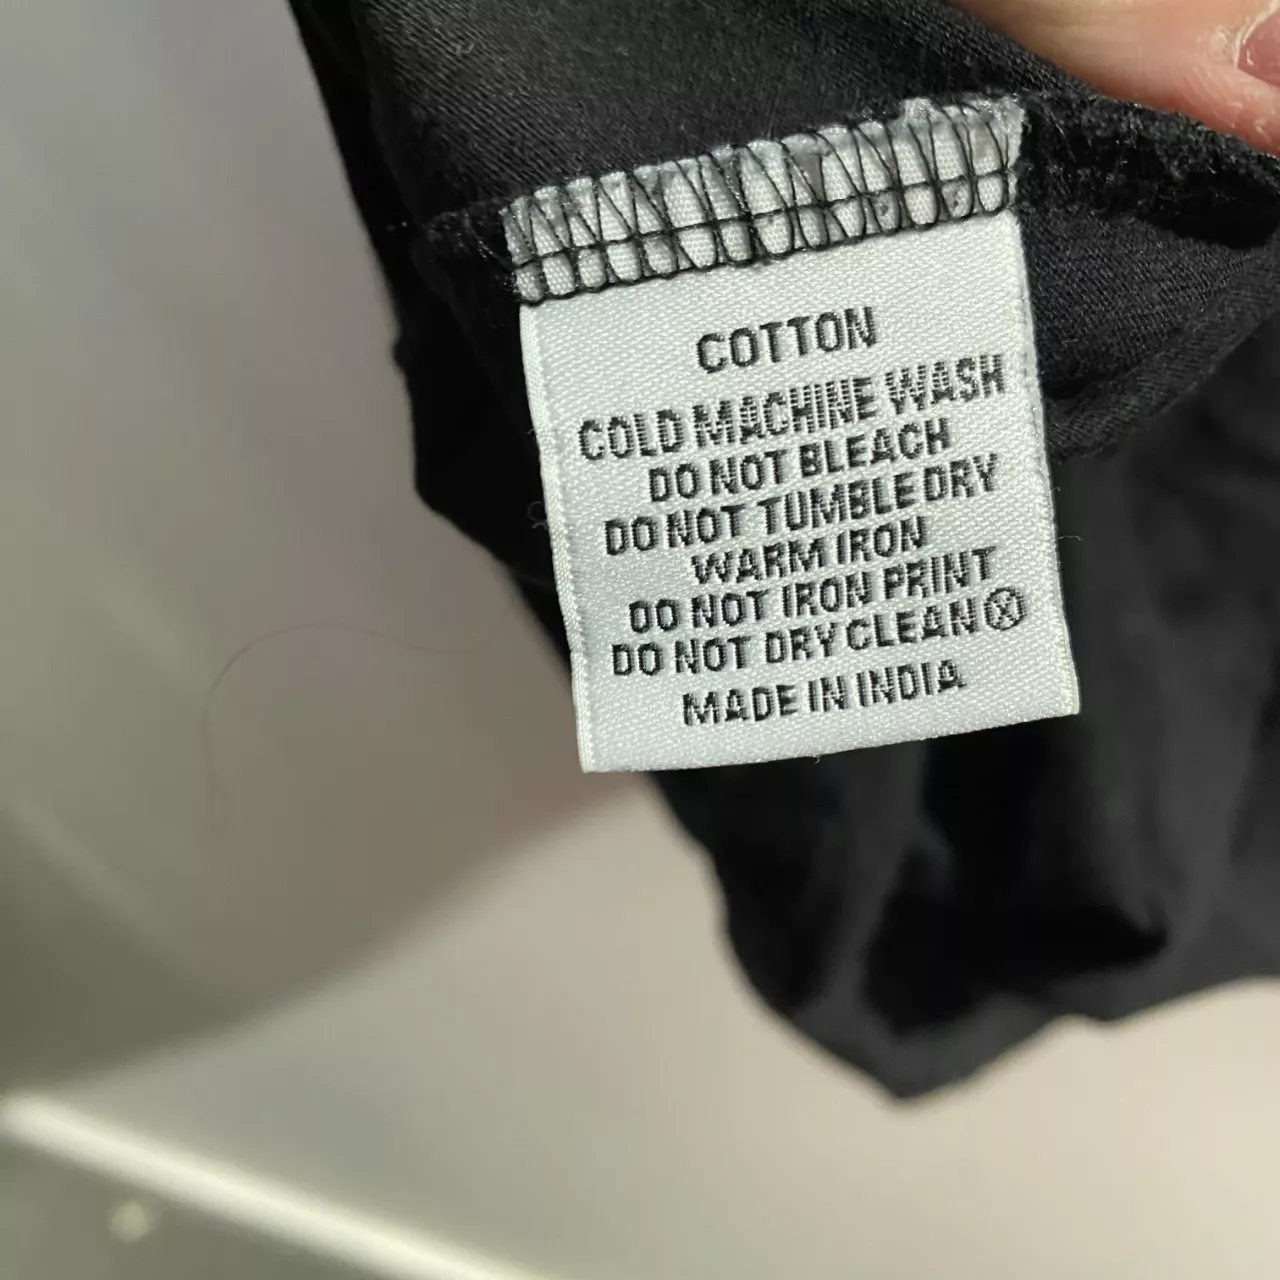 COTTON
COLD MACHINE WASH
DO NOT BLEACH
DO NOT TUMBLE DRY
WARM IRON
DO NOT IRON PRINT
DO NOT DRY CLEAN Ⓧ
MADE IN INDIA